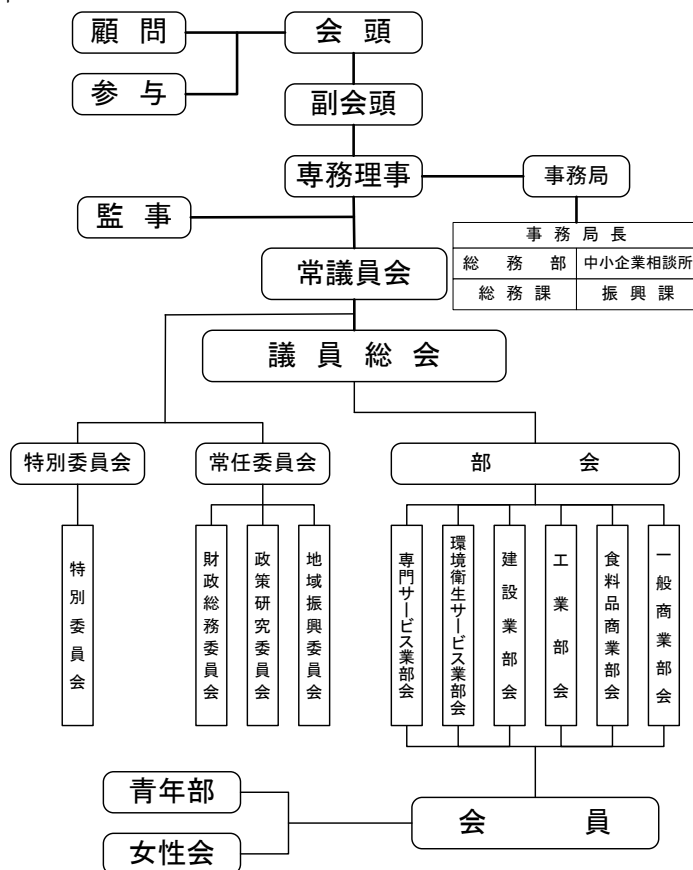 顧問
会頭
参与
副会頭
専務理事
事務局
監事
事務局長
総務部
中小企業相談所
総務課
振興課
常議員会
議員総会
特別委員会
常任委員会
部会
特別委員会
財政総務委員会
政策研究委員会
地域振興委員会
専門サービス業部会
環境衛生サービス業部会
建設業部会
工業部会
食料品商業部会
一般商業部会
青年部
会員
女性会